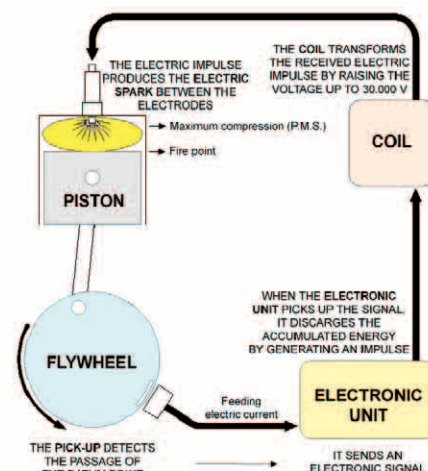 THE ELECTRIC IMPULSE
PRODUCES THE ELECTRIC
SPARK BETWEEN THE
ELECTRODES
THE COIL TRANSFORMS
THE RECEIVED ELECTRIC
IMPULSE BY RAISING THE
VOLTAGE UP TO 30.000 V
Maximum compression (P.M.S.)
Fire point
COIL
PISTON
WHEN THE ELECTRONIC
UNIT PICKS UP THE SIGNAL,
IT DISCARGES THE
ACCUMULATED ENERGY
BY GENERATING AN IMPULSE
FLYWHEEL
Feeding
electric current
ELECTRONIC
UNIT
THE PICK-UP DETECTS
THE PASSAGE OF
IT SENDS AN
ELECTRONIC SIGNAL